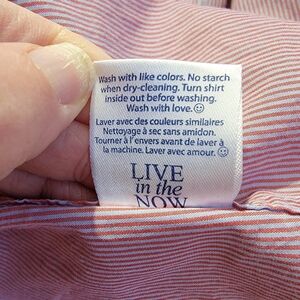 Wash with like colors. No starch
when dry-cleaning. Turn shirt
inside out before washing.
Wash with love.☺
Laver avec des couleurs similaires
Nettoyage à sec sans amidon.
Tourner à l'envers avant de laver à
la machine. Laver avec amour.☺
LIVE
in the
NOW